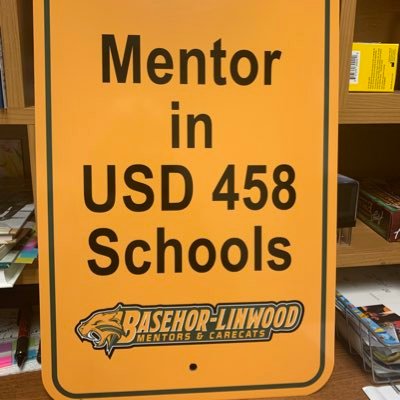 Mentor
in
USD 458
Schools
BASEHOR-LINWOOD
MENTORS & CARECATS